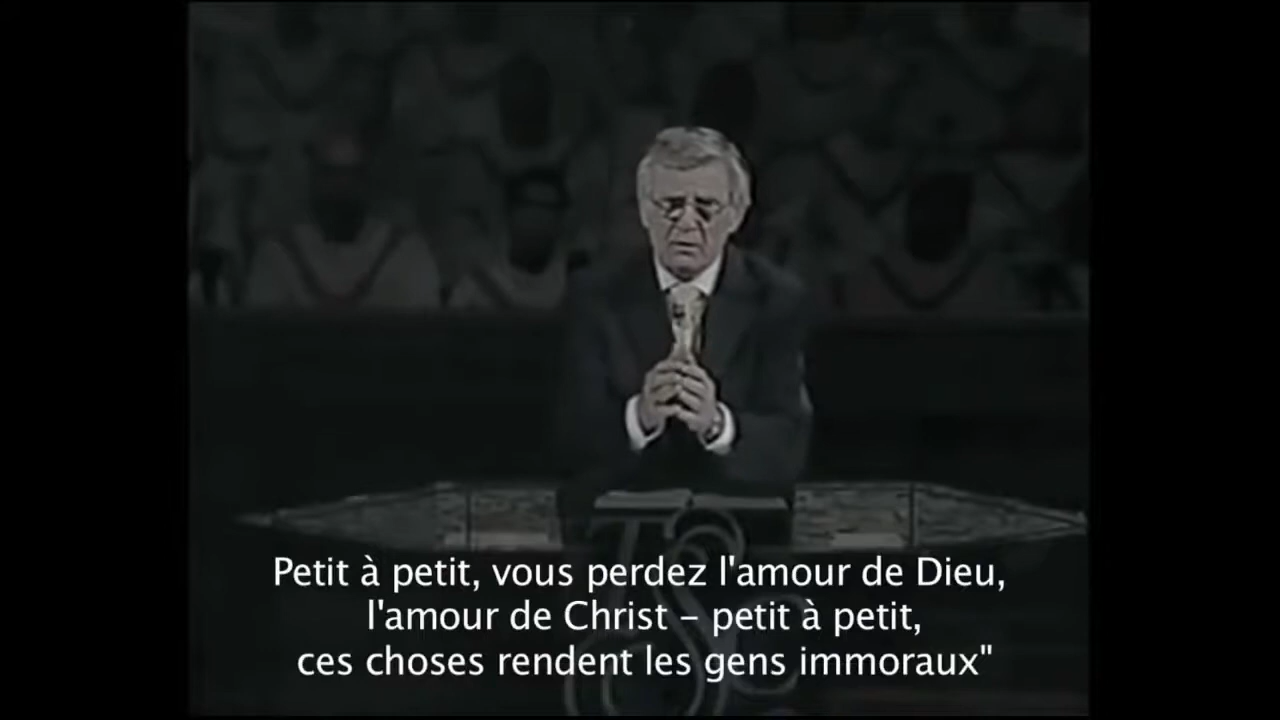 Petit à petit, vous perdez l'amour de Dieu,
l'amour de Christ – petit à petit,
ces choses rendent les gens immoraux"